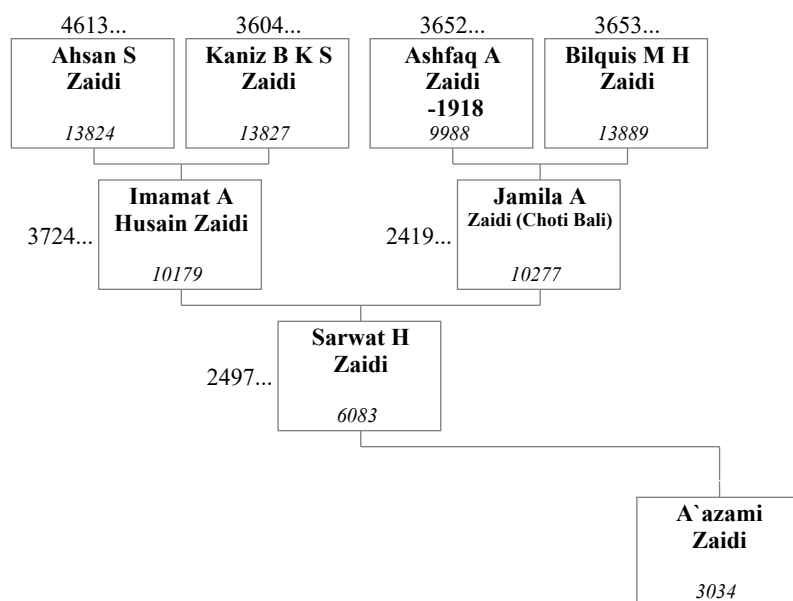 4613... 3604... 3652... 3653...
Ahsan S
Zaidi
13824
Kaniz B K S
Zaidi
13827
Ashfaq A
Zaidi
-1918
9988
Bilquis M H
Zaidi
13889
3724...
Imamat A
Husain Zaidi
10179
2419...
Jamila A
Zaidi (Choti Bali)
10277
2497...
Sarwat H
Zaidi
6083
A`azami
Zaidi
3034